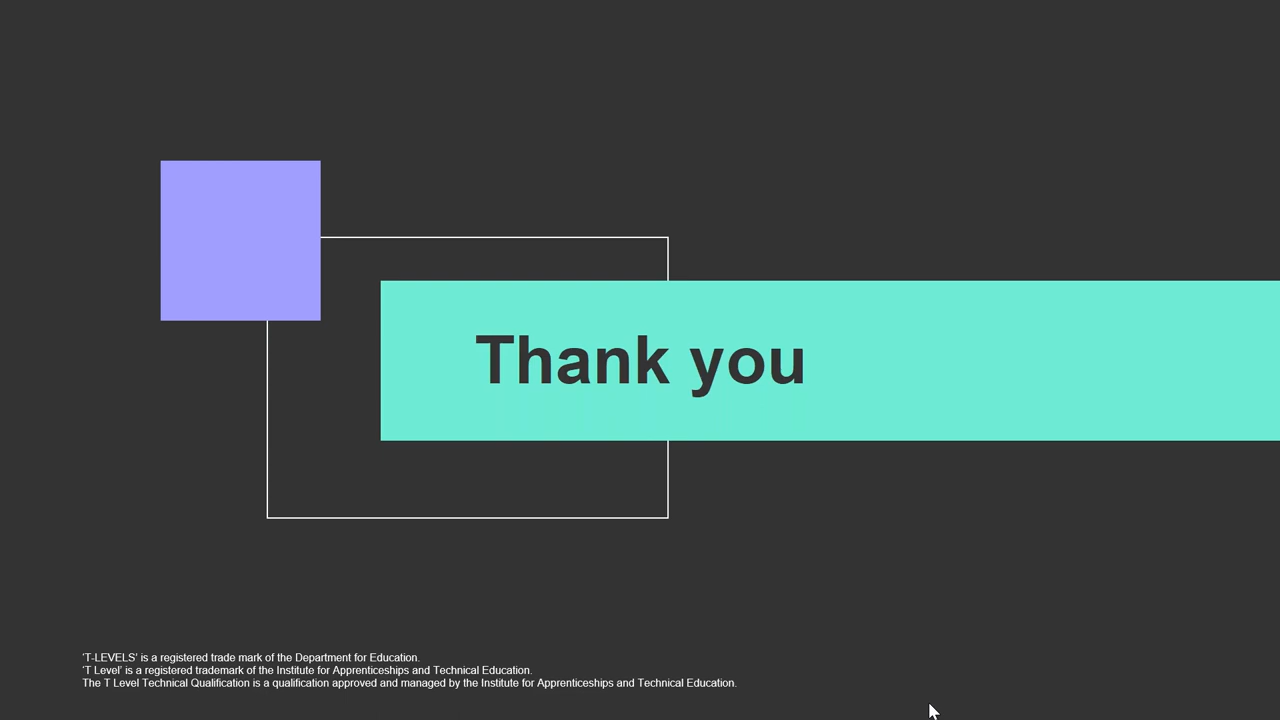 Thank you
‘T-LEVELS’ is a registered trade mark of the Department for Education.
‘T Level’ is a registered trademark of the Institute for Apprenticeships and Technical Education.
The T Level Technical Qualification is a qualification approved and managed by the Institute for Apprenticeships and Technical Education.